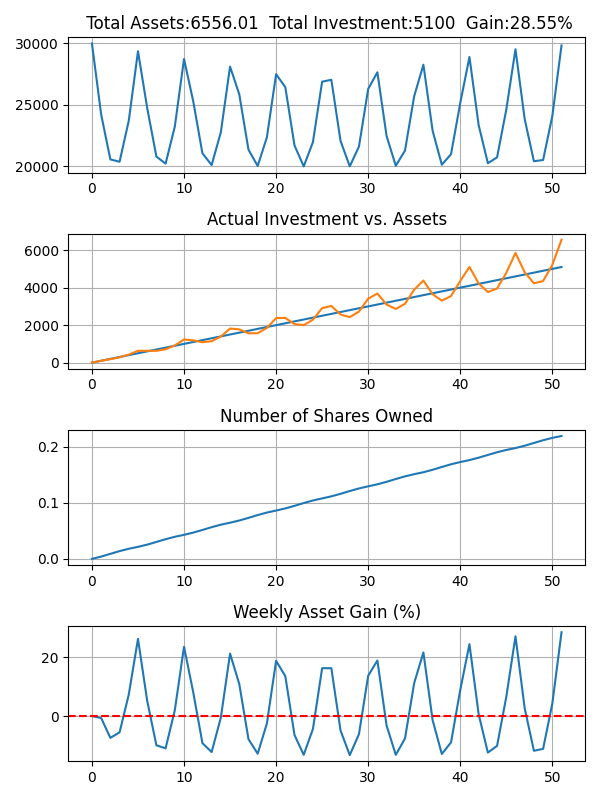 Total Assets:6556.01  Total Investment:5100  Gain:28.55%
30000
25000
20000
0 10 20 30 40 50
Actual Investment vs. Assets
6000
4000
2000
0
0 10 20 30 40 50
Number of Shares Owned
0.2
0.1
0.0
0 10 20 30 40 50
Weekly Asset Gain (%)
20
0
0 10 20 30 40 50